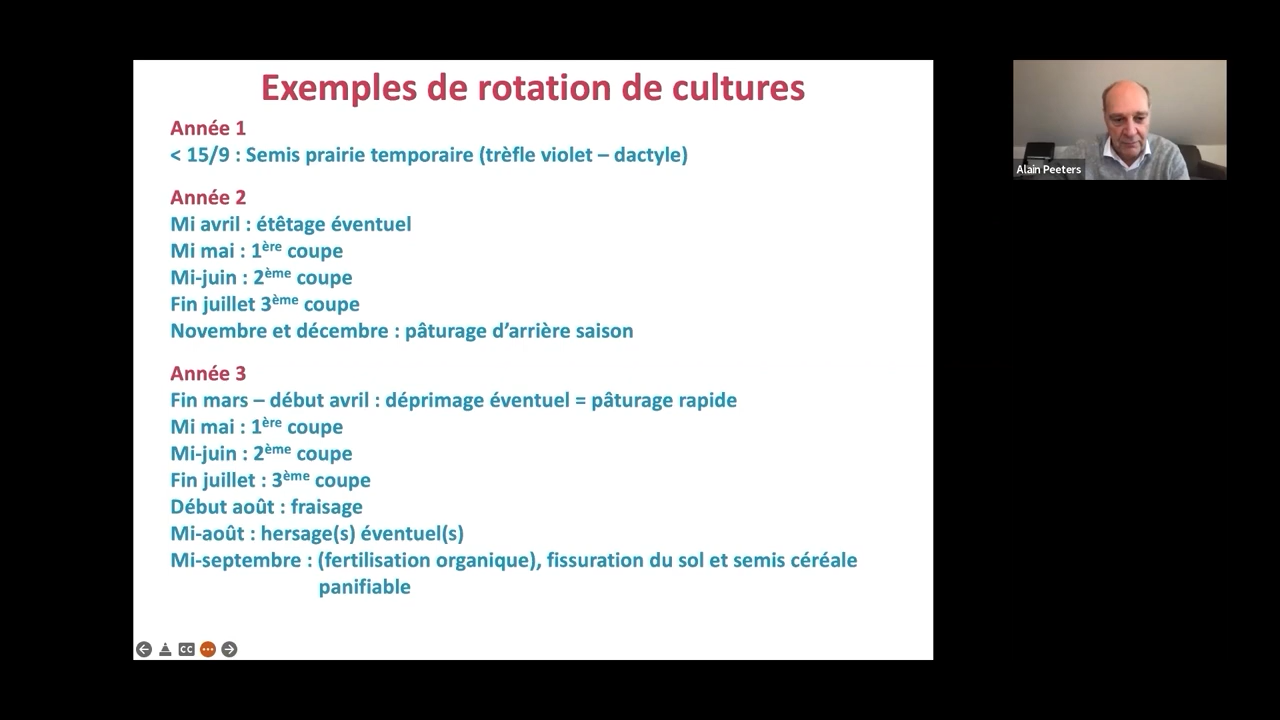 Exemples de rotation de cultures
Année 1
< 15/9 : Semis prairie temporaire (trèfle violet – dactyle)
Année 2
Mi avril : étêtage éventuel
Mi mai : 1ère coupe
Mi-juin : 2ème coupe
Fin juillet 3ème coupe
Novembre et décembre : pâturage d’arrière saison
Année 3
Fin mars – début avril : déprimage éventuel = pâturage rapide
Mi mai : 1ère coupe
Mi-juin : 2ème coupe
Fin juillet : 3ème coupe
Début août : fraisage
Mi-août : hersage(s) éventuel(s)
Mi-septembre : (fertilisation organique), fissuration du sol et semis céréale
panifiable
CC
Alain Peeters